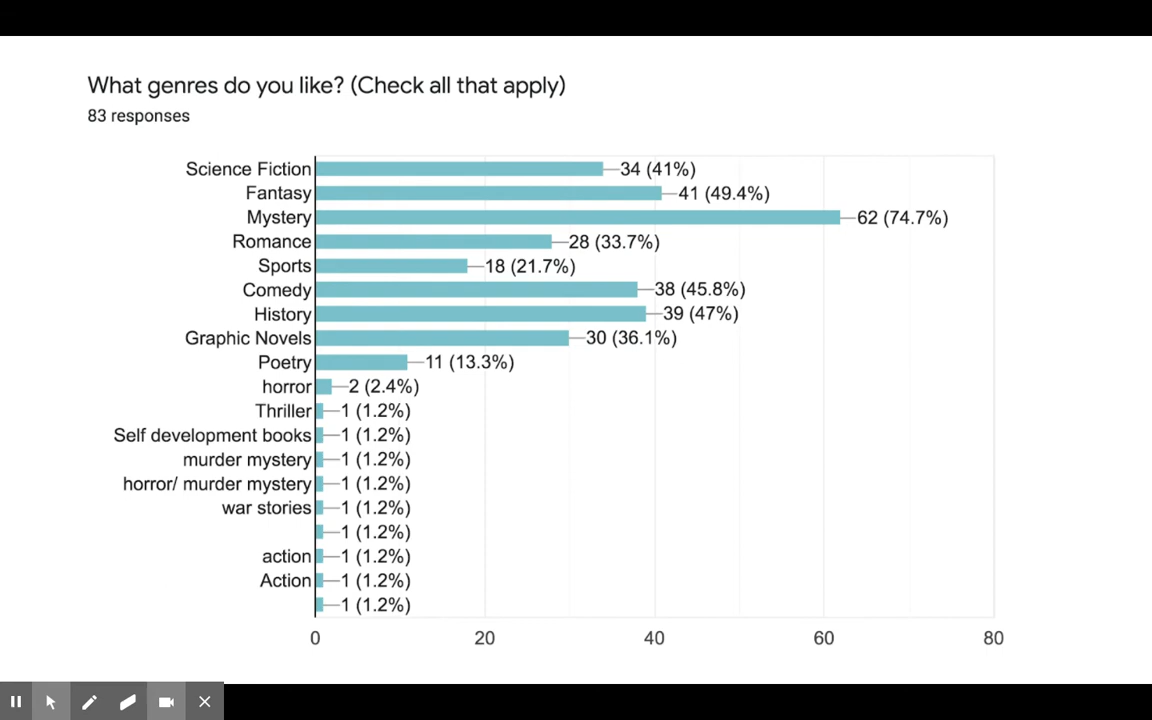 What genres do you like? (Check all that apply)
83 responses
Science Fiction 34 (41%)
Fantasy 41 (49.4%)
Mystery 62 (74.7%)
Romance 28 (33.7%)
Sports 18 (21.7%)
Comedy 38 (45.8%)
History 39 (47%)
Graphic Novels 30 (36.1%)
Poetry 11 (13.3%)
horror 2 (2.4%)
Thriller 1 (1.2%)
Self development books 1 (1.2%)
murder mystery 1 (1.2%)
horror/ murder mystery 1 (1.2%)
war stories 1 (1.2%)
1 (1.2%)
action 1 (1.2%)
Action 1 (1.2%)
1 (1.2%)
0 20 40 60 80